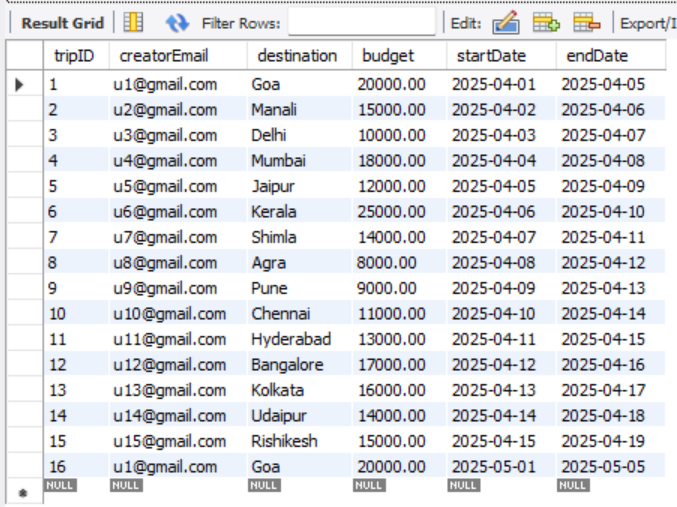 Result Grid Filter Rows: Edit: Export/I
tripID creatorEmail destination budget startDate endDate
1 u1@gmail.com Goa 20000.00 2025-04-01 2025-04-05
2 u2@gmail.com Manali 15000.00 2025-04-02 2025-04-06
3 u3@gmail.com Delhi 10000.00 2025-04-03 2025-04-07
4 u4@gmail.com Mumbai 18000.00 2025-04-04 2025-04-08
5 u5@gmail.com Jaipur 12000.00 2025-04-05 2025-04-09
6 u6@gmail.com Kerala 25000.00 2025-04-06 2025-04-10
7 u7@gmail.com Shimla 14000.00 2025-04-07 2025-04-11
8 u8@gmail.com Agra 8000.00 2025-04-08 2025-04-12
9 u9@gmail.com Pune 9000.00 2025-04-09 2025-04-13
10 u10@gmail.com Chennai 11000.00 2025-04-10 2025-04-14
11 u11@gmail.com Hyderabad 13000.00 2025-04-11 2025-04-15
12 u12@gmail.com Bangalore 17000.00 2025-04-12 2025-04-16
13 u13@gmail.com Kolkata 16000.00 2025-04-13 2025-04-17
14 u14@gmail.com Udaipur 14000.00 2025-04-14 2025-04-18
15 u15@gmail.com Rishikesh 15000.00 2025-04-15 2025-04-19
16 u1@gmail.com Goa 20000.00 2025-05-01 2025-05-05
NULL NULL NULL NULL NULL NULL